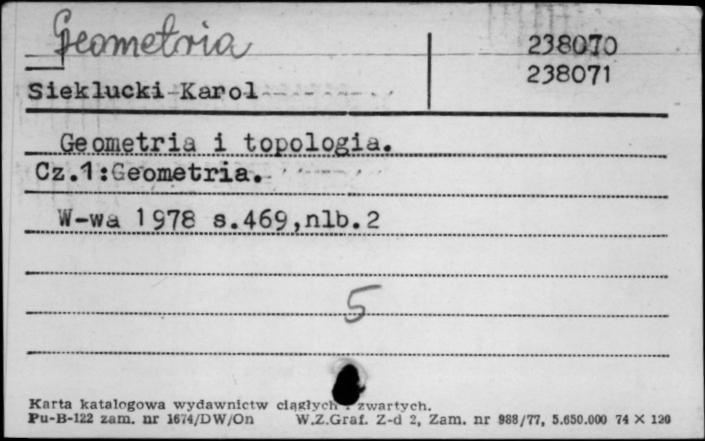 Geometria
238070
238071
Sieklucki Karol
Geometria i topologia.
Cz.1:Geometria.
W-wa 1978 s.469,nlb.2
5
Karta katalogowa wydawnictw ciągłych i zwartych.
Pu-B-122 zam. nr 1674/DW/On W.Z.Graf. Z-d 2, Zam. nr 988/77, 5.650.000 74 X 120